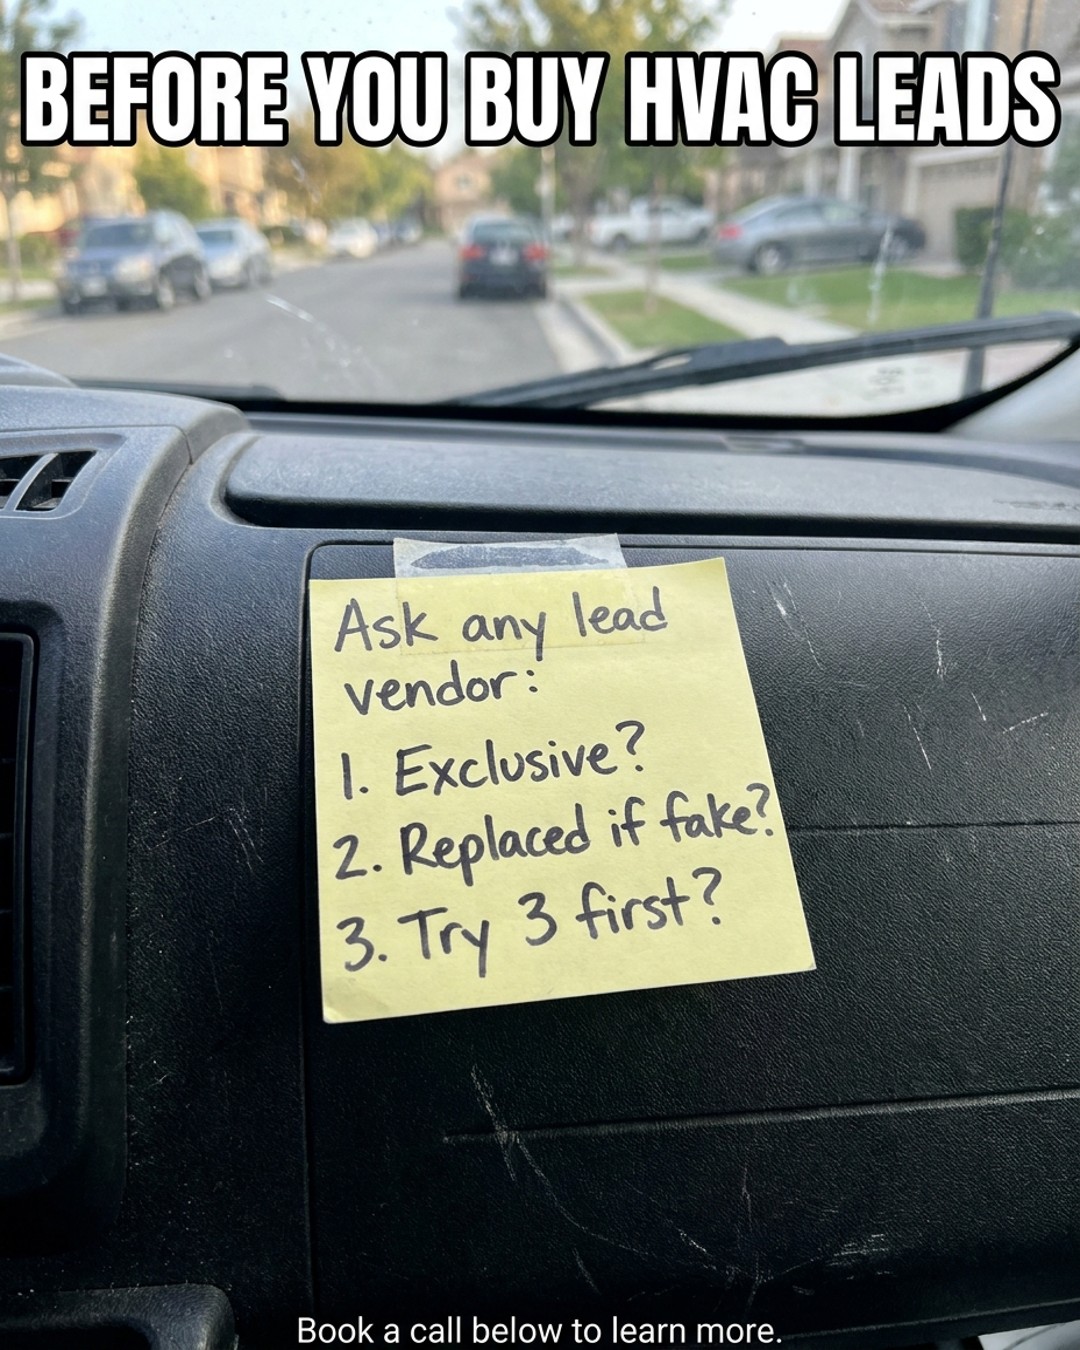 BEFORE YOU BUY HVAC LEADS
Ask any lead
vendor:
1. Exclusive?
2. Replaced if fake?
3. Try 3 first?
Book a call below to learn more.